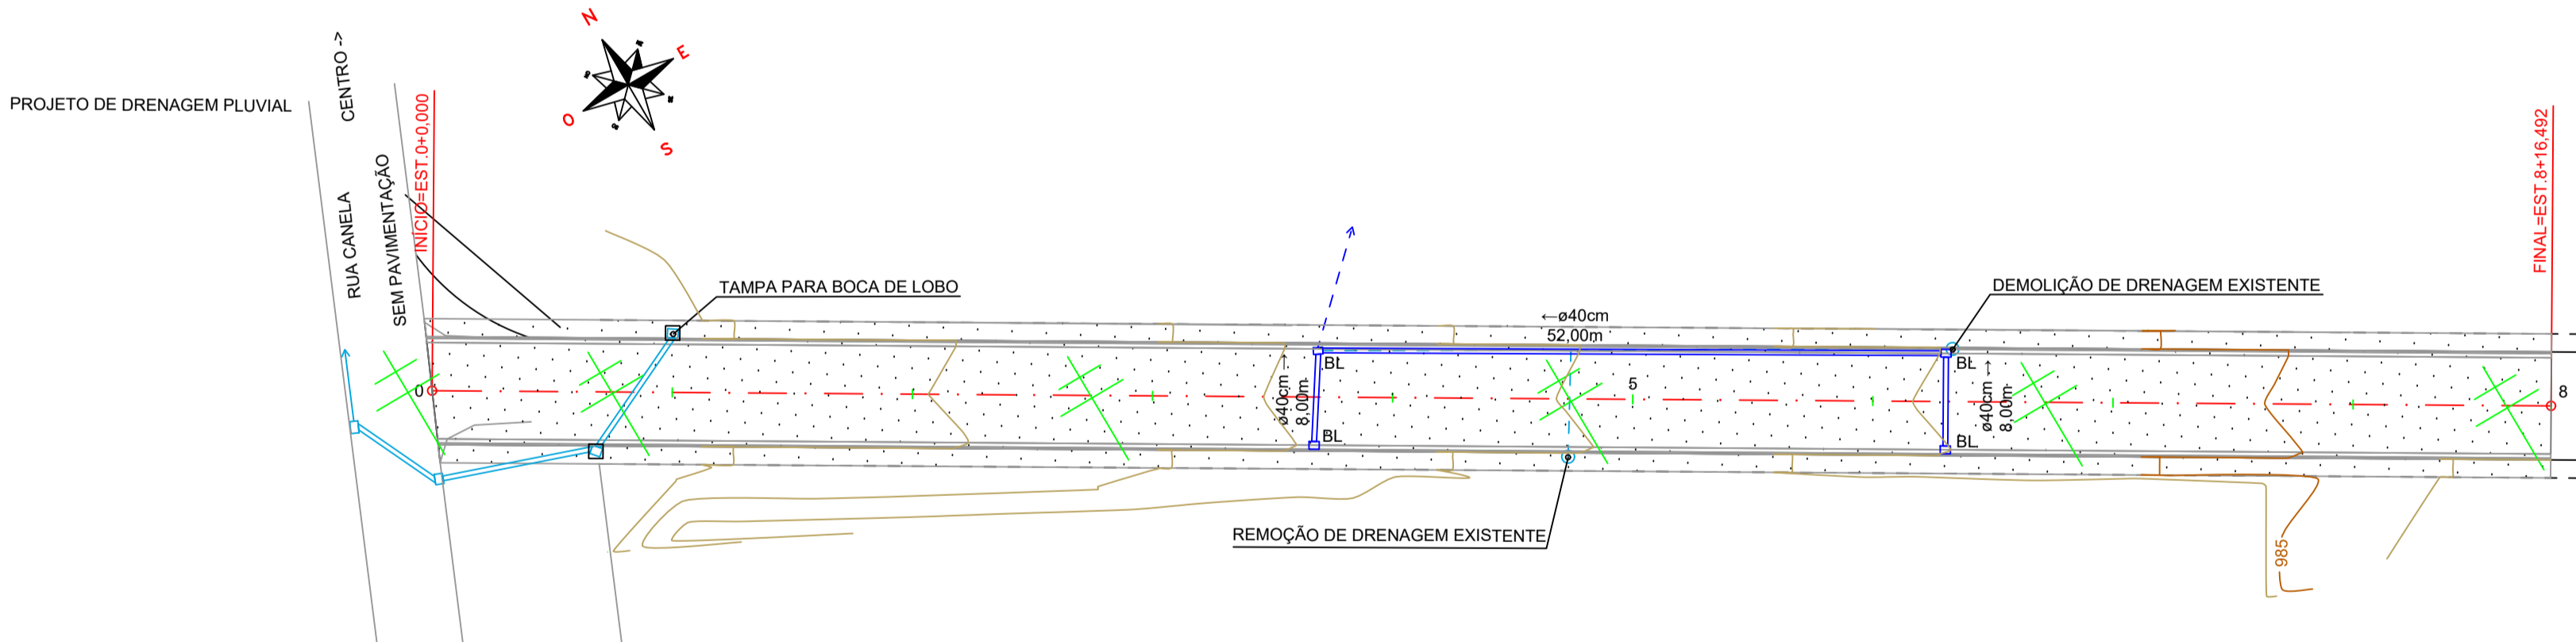 PROJETO DE DRENAGEM PLUVIAL
RUA CANELA
CENTRO ->
SEM PAVIMENTAÇÃO
INÍCIO=EST.0+0,000
N
E
O
S
TAMPA PARA BOCA DE LOBO
DEMOLIÇÃO DE DRENAGEM EXISTENTE
FINAL=EST.8+16,492
←ø40cm
52,00m
BL
BL
ø40cm →
8,00m
BL
BL
ø40cm →
8,00m
0
5
8
REMOÇÃO DE DRENAGEM EXISTENTE
985